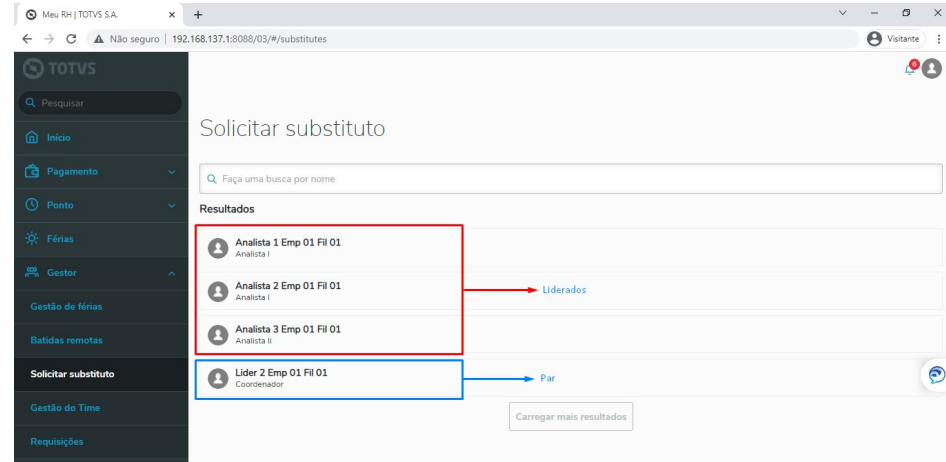 Meu RH | TOTVS S.A.
Não seguro | 192.168.137.1:8088/03/#/substitutes
Visitante
TOTVS
6
Pesquisar
Início
Pagamento
Ponto
Férias
Gestor
Gestão de férias
Batidas remotas
Solicitar substituto
Gestão do Time
Requisições
Solicitar substituto
Faça uma busca por nome
Resultados
Analista 1 Emp 01 Fil 01
Analista I
Analista 2 Emp 01 Fil 01
Analista I
Liderados
Analista 3 Emp 01 Fil 01
Analista Ii
Lider 2 Emp 01 Fil 01
Coordenador
Par
Carregar mais resultados